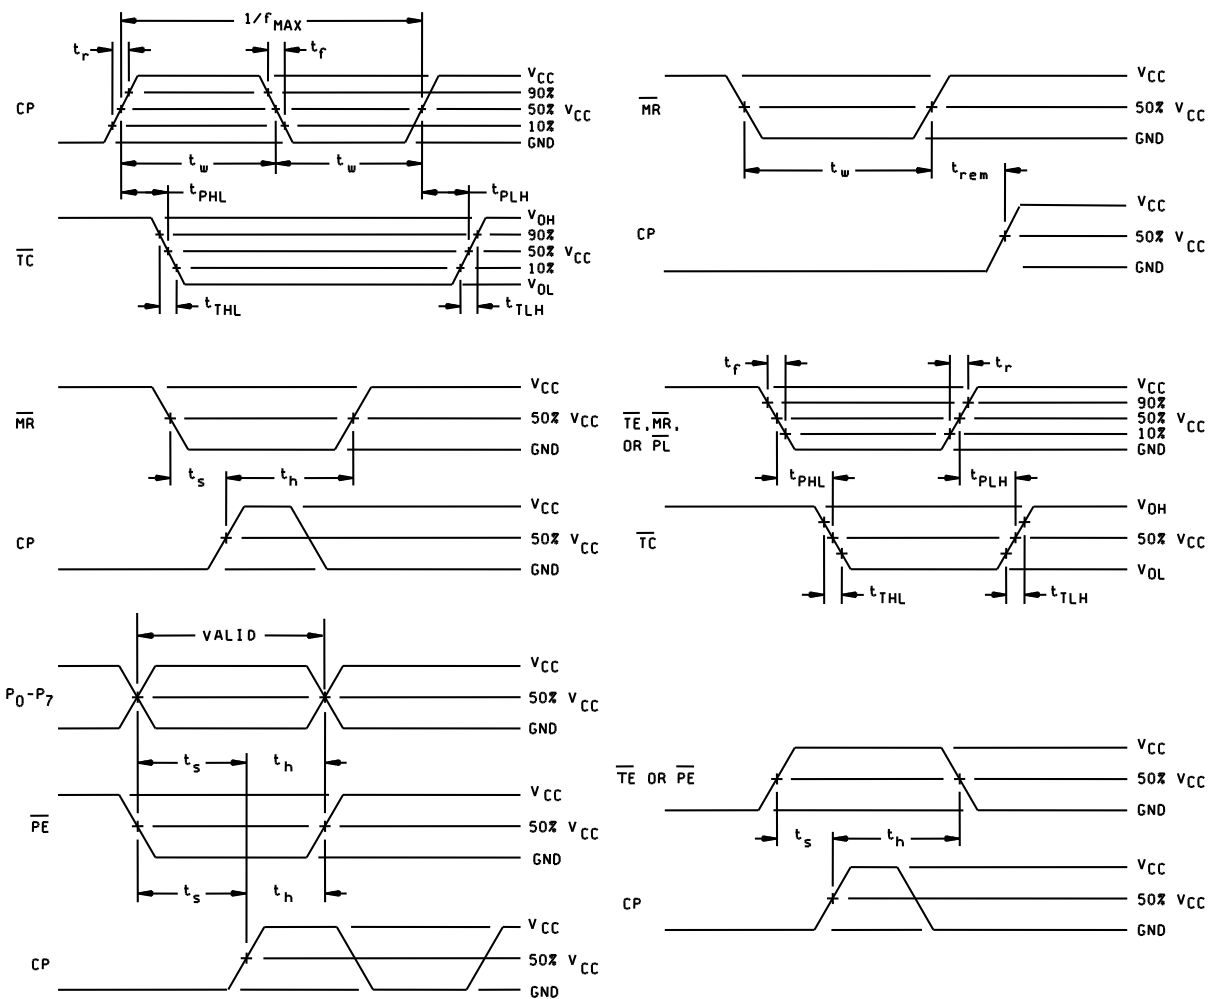 1/fMAX
tr
tf
VCC
90%
CP
50% VCC
10%
GND
tw
tw
tPHL
tPLH
VOH
90%
TC
50% VCC
10%
VOL
tTHL
tTLH
VCC
MR
50% VCC
GND
tw
trem
VCC
CP
50% VCC
GND
VCC
MR
50% VCC
GND
ts
th
VCC
CP
50% VCC
GND
tf
tr
VCC
90%
TE, MR,
50% VCC
OR PL
10%
GND
tPHL
tPLH
VOH
TC
50% VCC
VOL
tTHL
tTLH
VALID
VCC
P0-P7
50% VCC
GND
ts
th
VCC
PE
50% VCC
GND
ts
th
VCC
CP
50% VCC
GND
VCC
TE OR PE
50% VCC
GND
ts
th
VCC
CP
50% VCC
GND